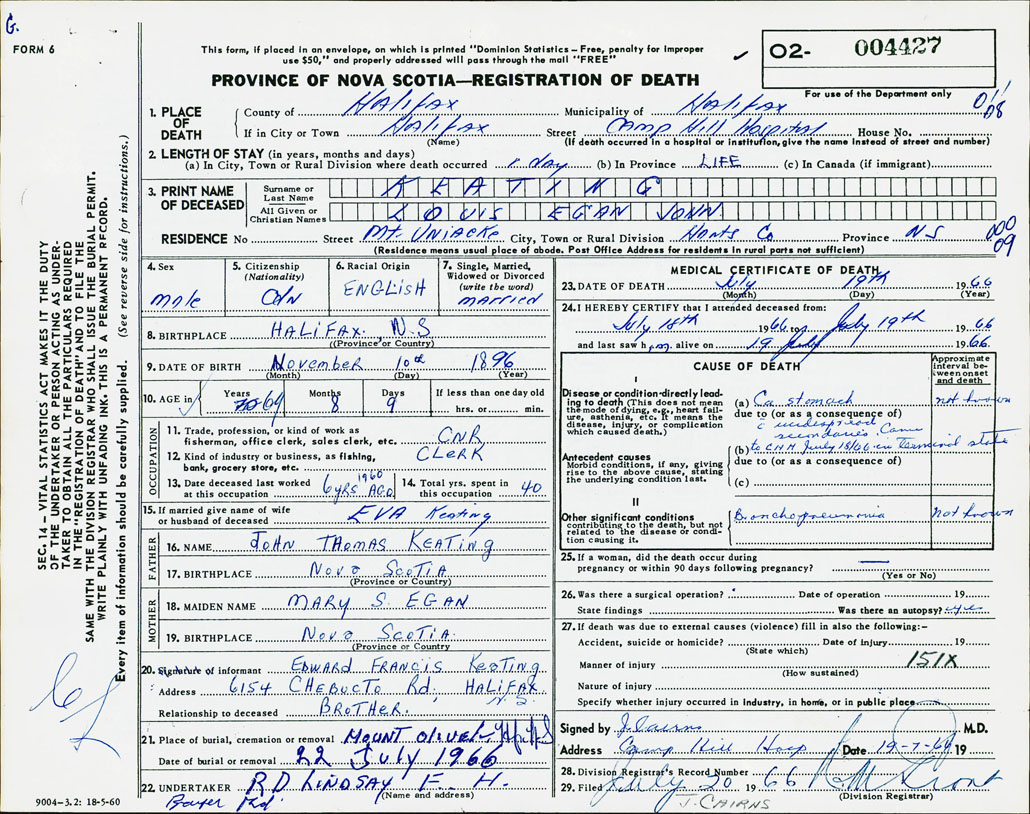 G.
FORM 6
This form, if placed in an envelope, on which is printed "Dominion Statistics – Free, penalty for improper
use $50," and properly addressed will pass through the mail "FREE"
PROVINCE OF NOVA SCOTIA—REGISTRATION OF DEATH
✓ O2- 004427
For use of the Department only
1. PLACE OF DEATH County of Halifax Municipality of Halifax
If in City or Town Halifax Street Camp Hill Hospital House No.
(Name) (If death occurred in a hospital or institution, give the name instead of street and number)
08
2. LENGTH OF STAY (in years, months and days)
(a) In City, Town or Rural Division where death occurred 1 day (b) In Province LIFE (c) In Canada (if immigrant)
3. PRINT NAME OF DECEASED
Surname or Last Name KEATING
All Given or Christian Names LOUIS EGAN JOHN
RESIDENCE No Street Mt. UNIACKE City, Town or Rural Division HANTS Co Province N S
000
09
(Residence means usual place of abode. Post Office Address for residents in rural parts not sufficient)
4. Sex male
5. Citizenship (Nationality) CDN
6. Racial Origin ENGLISH
7. Single, Married, Widowed or Divorced (write the word) MARRIED
8. BIRTHPLACE HALIFAX, N.S
(Province or Country)
9. DATE OF BIRTH November 10th 1896
(Month) (Day) (Year)
10. AGE in Years 69 Months 8 Days 9 If less than one day old
hrs. or min.
OCCUPATION
11. Trade, profession, or kind of work as
fisherman, office clerk, sales clerk, etc. CNR
12. Kind of industry or business, as fishing,
bank, grocery store, etc. CLERK
13. Date deceased last worked
at this occupation 6 yrs AGO 1960
14. Total yrs. spent in
this occupation 40
15. If married give name of wife
or husband of deceased EVA Keating
FATHER
16. NAME JOHN THOMAS KEATING
17. BIRTHPLACE NOVA SCOTIA
(Province or Country)
MOTHER
18. MAIDEN NAME MARY S. EGAN
19. BIRTHPLACE NOVA SCOTIA.
(Province or Country)
20. Signature of informant EDWARD FRANCIS KEATING
Address 6154 CHEBUCTO Rd, HALIFAX
N.S.
Relationship to deceased BROTHER.
21. Place of burial, cremation or removal MOUNT OLIVET
Date of burial or removal 22 July 1966
22. UNDERTAKER R D LINDSAY F. H.
(Name and address)
9004—3.2: 18-5-60
MEDICAL CERTIFICATE OF DEATH
23. DATE OF DEATH July 19th 1966
(Month) (Day) (Year)
24. I HEREBY CERTIFY that I attended deceased from:
July 18th 1966 to July 19th 1966
and last saw him alive on 19 July 1966.
CAUSE OF DEATH
Approximate interval between onset and death
I
Disease or condition directly leading to death (This does not mean the mode of dying, e.g., heart failure, asthenia, etc. It means the disease, injury, or complication which caused death.)
(a) Ca. stomach not known
due to (or as a consequence of)
c widespread
secondaries. Came
(b) to C.H.H. July 18/66 in terminal state
due to (or as a consequence of)
(c)
Antecedent causes
Morbid conditions, if any, giving rise to the above cause, stating the underlying condition last.
II
Other significant conditions contributing to the death, but not related to the disease or condition causing it.
Bronchopneumonia not known
25. If a woman, did the death occur during
pregnancy or within 90 days following pregnancy? —
(Yes or No)
26. Was there a surgical operation? Date of operation 19
State findings Was there an autopsy? yes
27. If death was due to external causes (violence) fill in also the following:–
Accident, suicide or homicide? Date of injury 19
(State which)
Manner of injury 151X
(How sustained)
Nature of injury
Specify whether injury occurred in industry, in home, or in public place
Signed by J. Cairns M.D.
Address Camp Hill Hosp Date 19-7-66 19
28. Division Registrar's Record Number
29. Filed July 20 1966
(Division Registrar)
J. CAIRNS
SEC. 14 – VITAL STATISTICS ACT MAKES IT THE DUTY
OF THE UNDERTAKER OR PERSON ACTING AS UNDER-
TAKER TO OBTAIN ALL THE PARTICULARS REQUIRED
IN THE "REGISTRATION OF DEATH" AND TO FILE THE
SAME WITH THE DIVISION REGISTRAR WHO SHALL ISSUE THE BURIAL PERMIT.
WRITE PLAINLY WITH UNFADING INK. THIS IS A PERMANENT RECORD.
Every item of information should be carefully supplied. (See reverse side for instructions.)